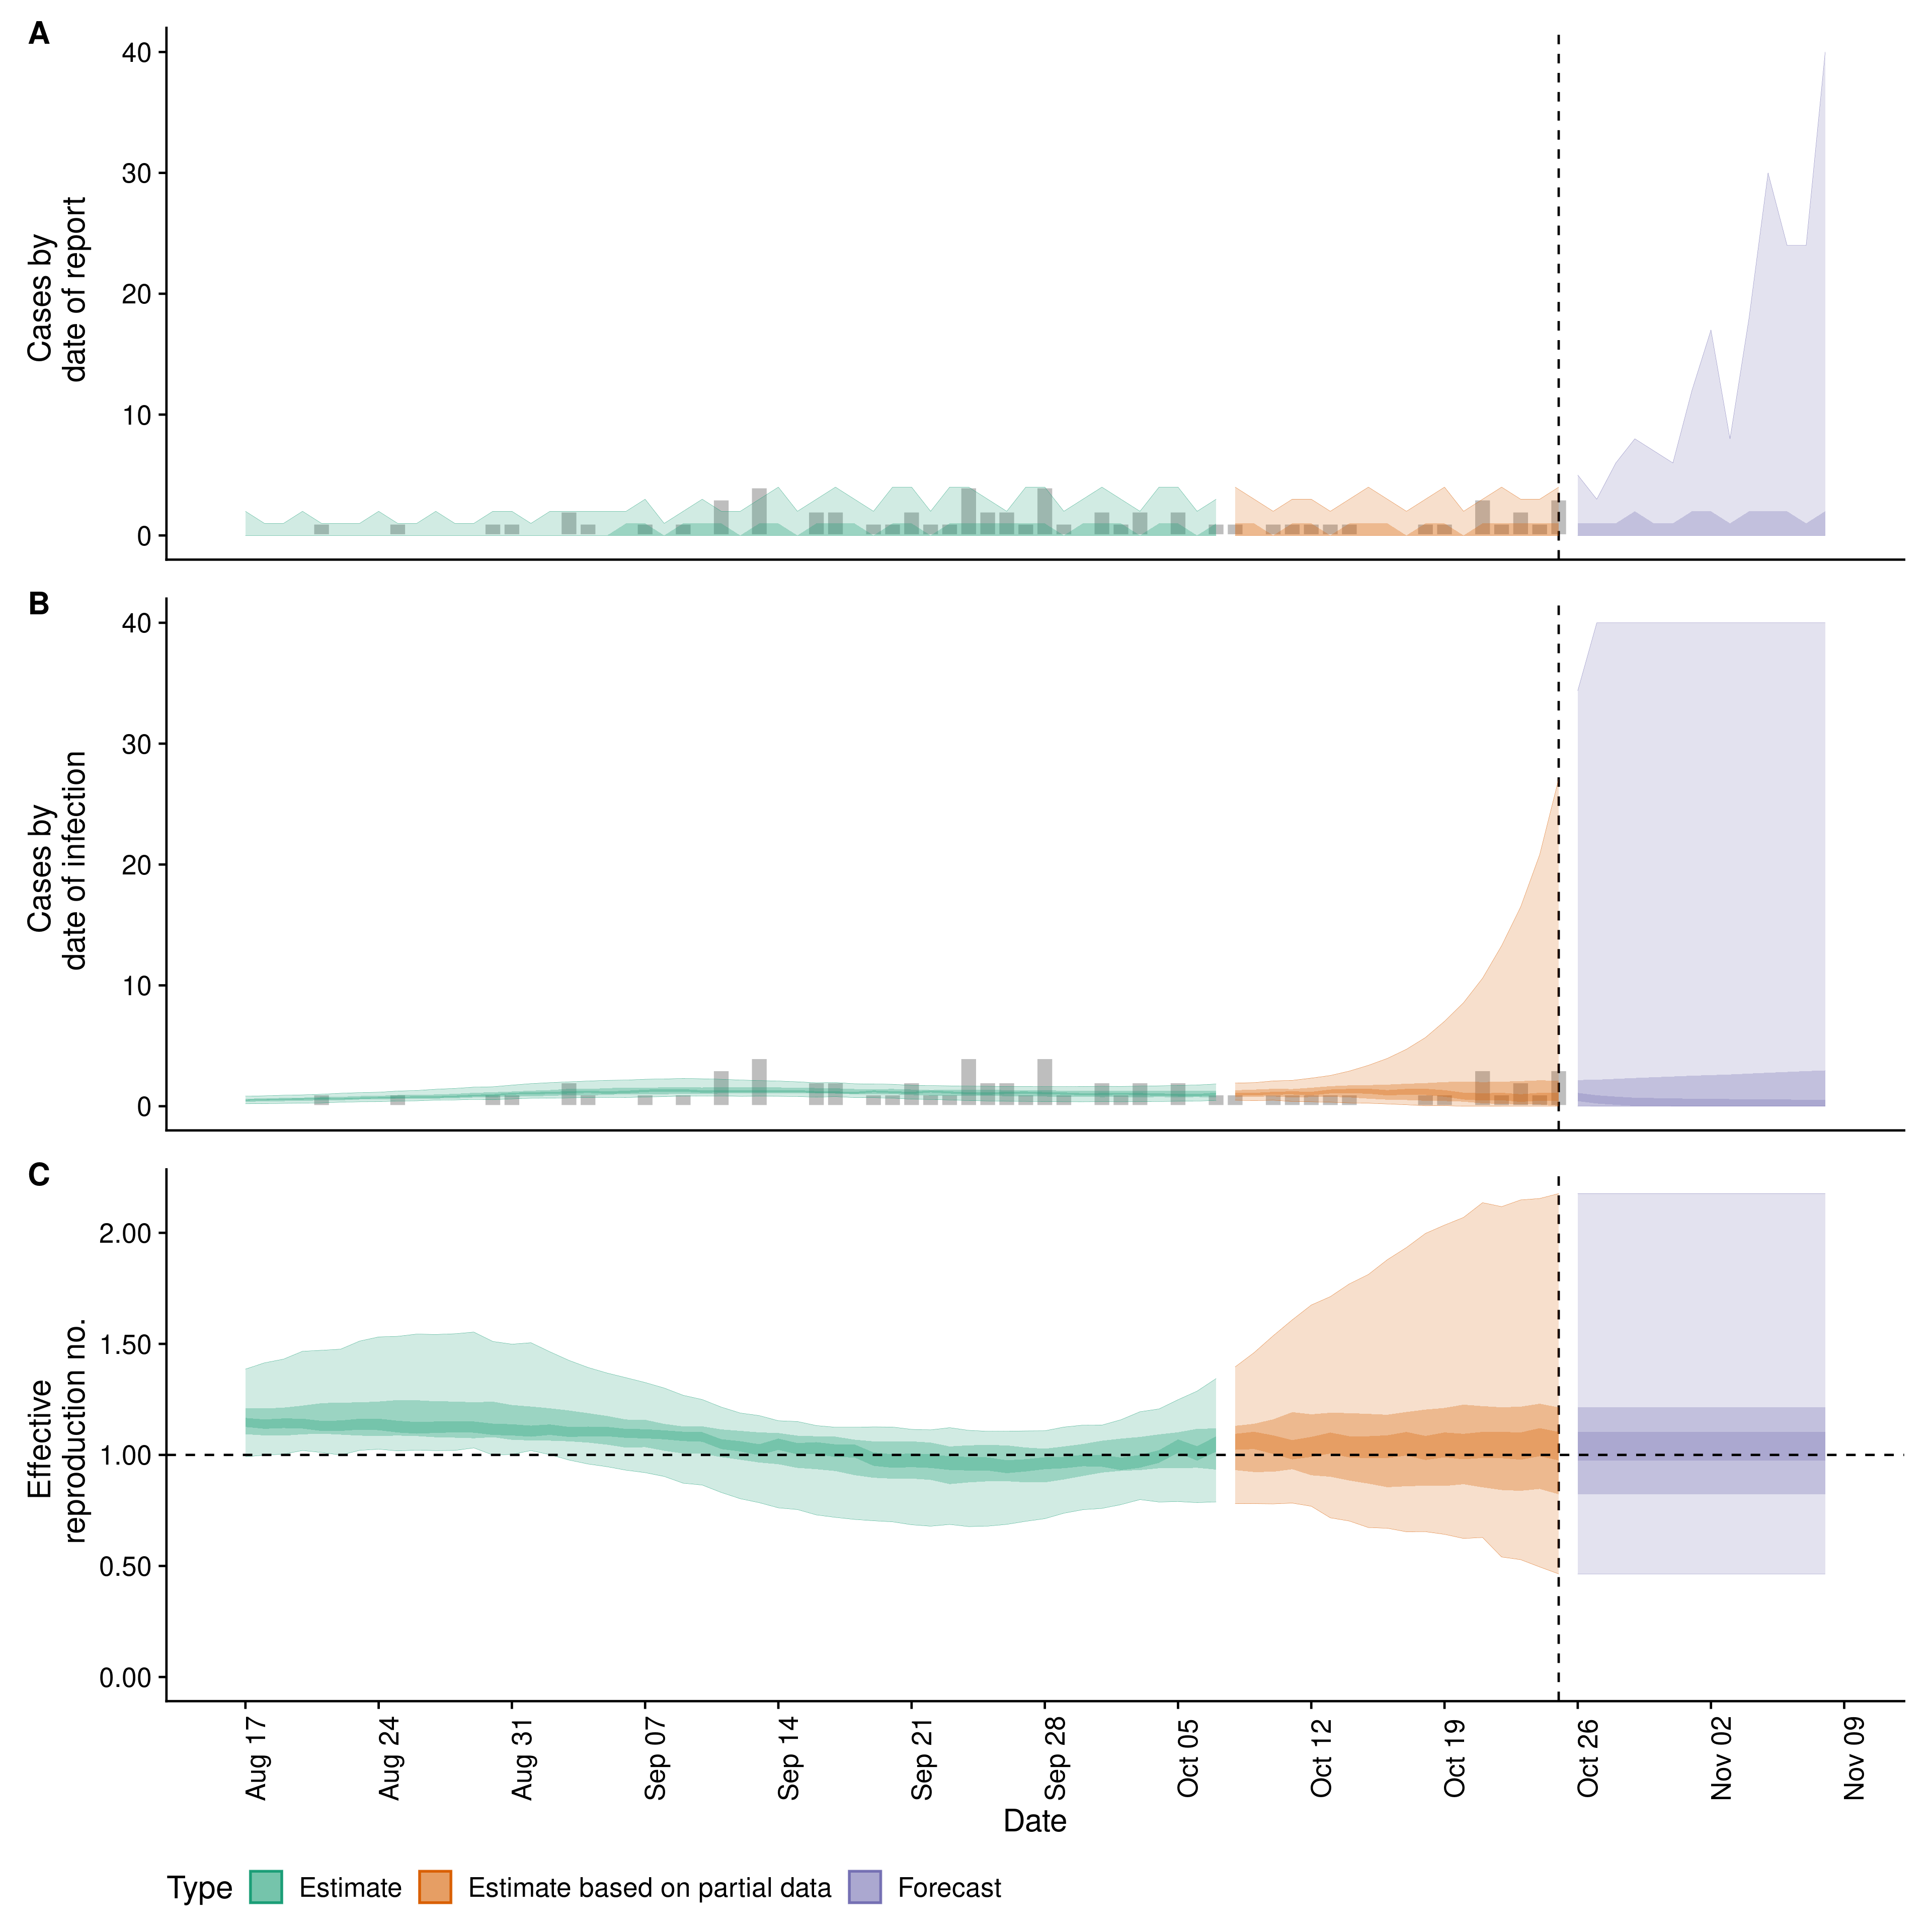 A
40
30
20
10
0
Cases by
date of report
B
40
30
20
10
0
Cases by
date of infection
C
2.00
1.50
1.00
0.50
0.00
Effective
reproduction no.
Aug 17
Aug 24
Aug 31
Sep 07
Sep 14
Sep 21
Sep 28
Oct 05
Oct 12
Oct 19
Oct 26
Nov 02
Nov 09
Date
Type Estimate Estimate based on partial data Forecast